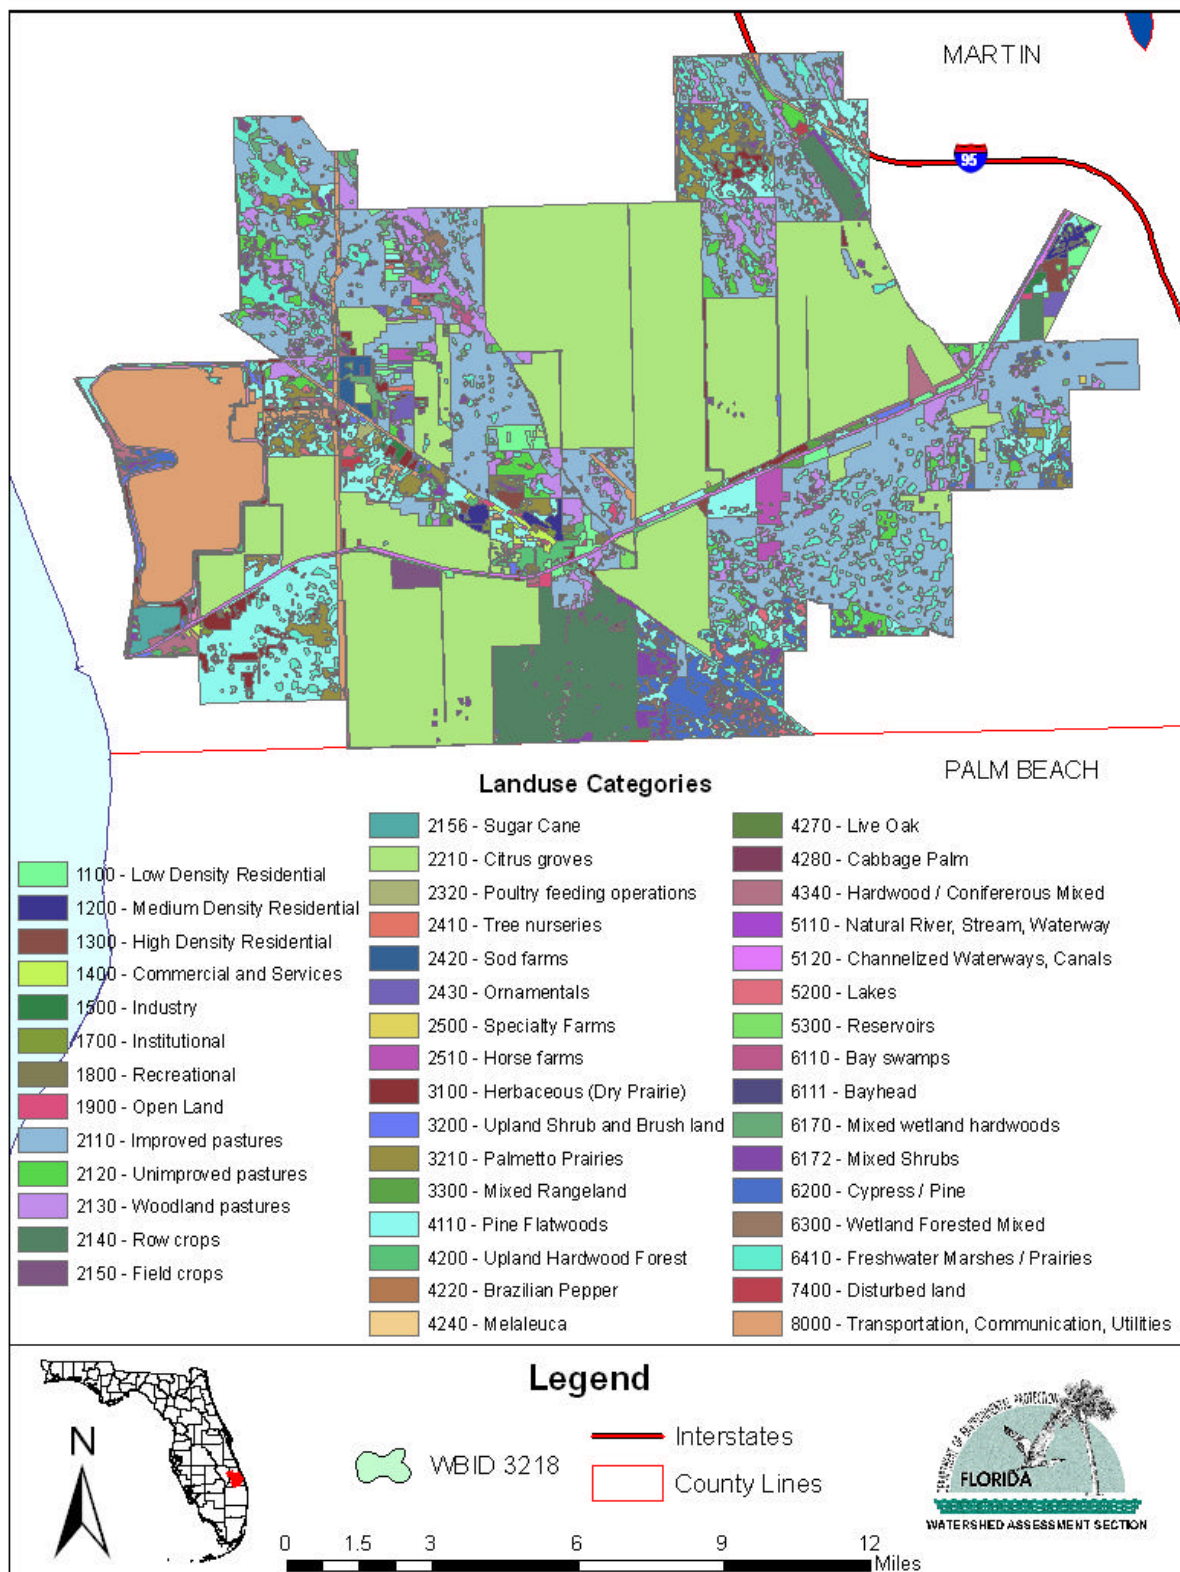 MARTIN
95
PALM BEACH
Landuse Categories
1100 - Low Density Residential
1200 - Medium Density Residential
1300 - High Density Residential
1400 - Commercial and Services
1500 - Industry
1700 - Institutional
1800 - Recreational
1900 - Open Land
2110 - Improved pastures
2120 - Unimproved pastures
2130 - Woodland pastures
2140 - Row crops
2150 - Field crops
2156 - Sugar Cane
2210 - Citrus groves
2320 - Poultry feeding operations
2410 - Tree nurseries
2420 - Sod farms
2430 - Ornamentals
2500 - Specialty Farms
2510 - Horse farms
3100 - Herbaceous (Dry Prairie)
3200 - Upland Shrub and Brush land
3210 - Palmetto Prairies
3300 - Mixed Rangeland
4110 - Pine Flatwoods
4200 - Upland Hardwood Forest
4220 - Brazilian Pepper
4240 - Melaleuca
4270 - Live Oak
4280 - Cabbage Palm
4340 - Hardwood / Conifererous Mixed
5110 - Natural River, Stream, Waterway
5120 - Channelized Waterways, Canals
5200 - Lakes
5300 - Reservoirs
6110 - Bay swamps
6111 - Bayhead
6170 - Mixed wetland hardwoods
6172 - Mixed Shrubs
6200 - Cypress / Pine
6300 - Wetland Forested Mixed
6410 - Freshwater Marshes / Prairies
7400 - Disturbed land
8000 - Transportation, Communication, Utilities
N
Legend
WBID 3218
Interstates
County Lines
0 1.5 3 6 9 12
Miles
DEPARTMENT OF ENVIRONMENTAL PROTECTION
FLORIDA
WATERSHED ASSESSMENT SECTION